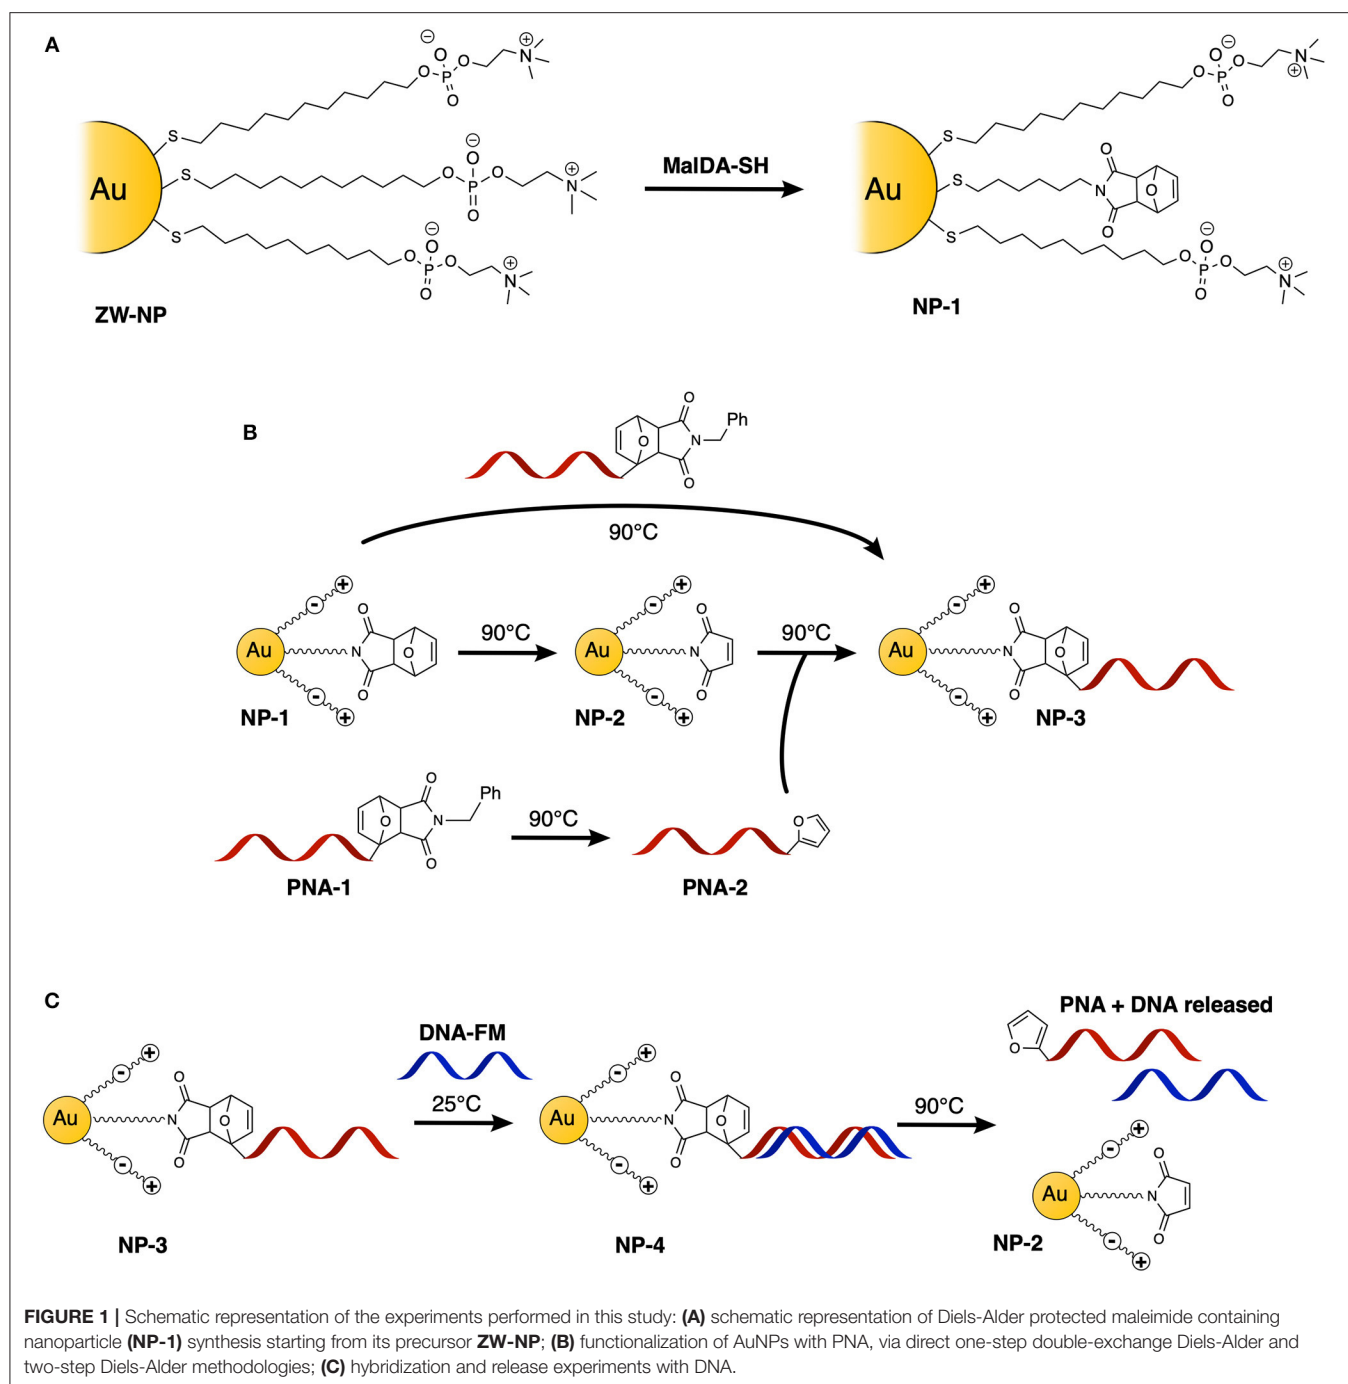 A
MalDA-SH
Au
S
S
S
O
P
O
O
O
N
O
P
O
O
O
N
O
P
O
O
O
N
ZW-NP
Au
S
S
S
O
P
O
O
O
N
O
O
N
O
O
P
O
O
O
N
NP-1
B
O
O
N
O
Ph
90°C
Au
O
N
O
O
90°C
Au
O
N
O
90°C
Au
O
N
O
O
NP-1
NP-2
NP-3
O
O
N
O
Ph
90°C
O
PNA-1
PNA-2
C
DNA-FM
25°C
90°C
PNA + DNA released
O
Au
O
N
O
O
Au
O
N
O
O
Au
O
N
O
NP-3
NP-4
NP-2
FIGURE 1 | Schematic representation of the experiments performed in this study: (A) schematic representation of Diels-Alder protected maleimide containing
nanoparticle (NP-1) synthesis starting from its precursor ZW-NP; (B) functionalization of AuNPs with PNA, via direct one-step double-exchange Diels-Alder and
two-step Diels-Alder methodologies; (C) hybridization and release experiments with DNA.